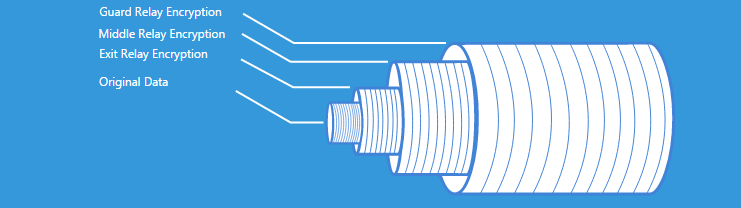 Guard Relay Encryption
Middle Relay Encryption
Exit Relay Encryption
Original Data